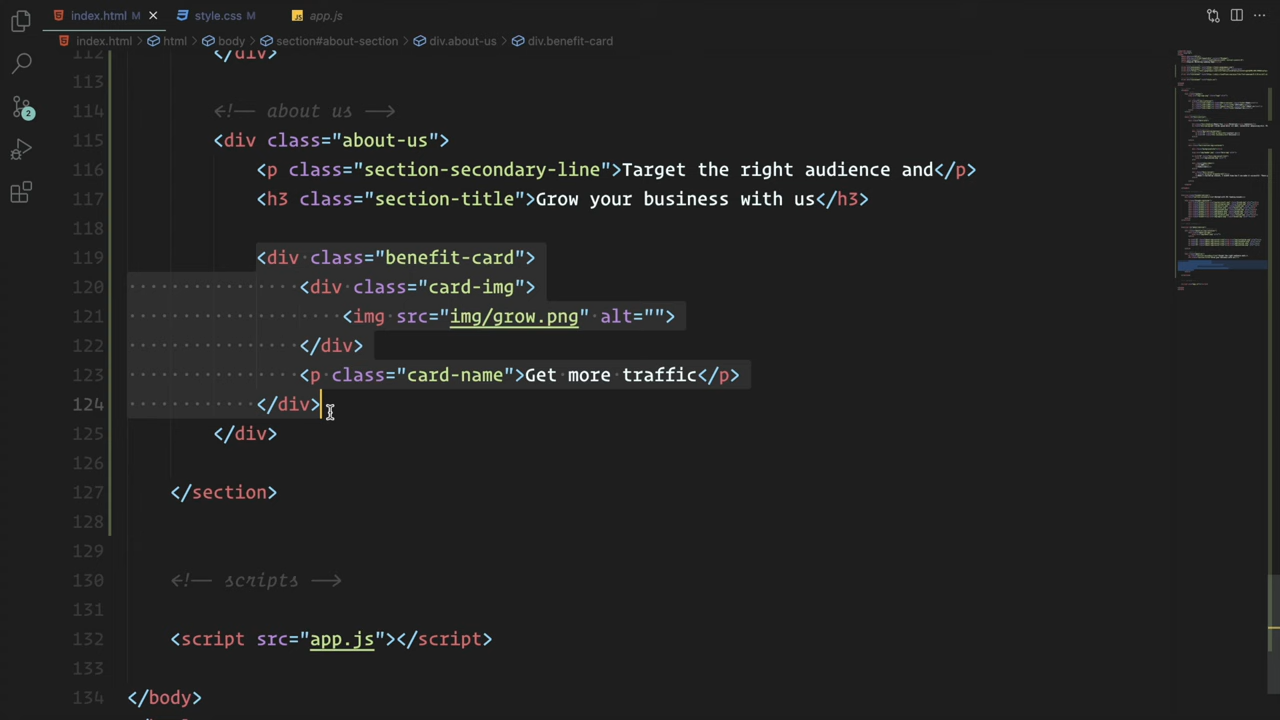 index.html M
style.css M
JS app.js
index.html > html > body > section#about-section > div.about-us > div.benefit-card
2
112 </div>
113
114 <!-- about us -->
115 <div class="about-us">
116 <p class="section-secondary-line">Target the right audience and</p>
117 <h3 class="section-title">Grow your business with us</h3>
118
119 <div class="benefit-card">
120 <div class="card-img">
121 <img src="img/grow.png" alt="">
122 </div>
123 <p class="card-name">Get more traffic</p>
124 </div>
125 </div>
126
127 </section>
128
129
130 <!-- scripts -->
131
132 <script src="app.js"></script>
133
134 </body>